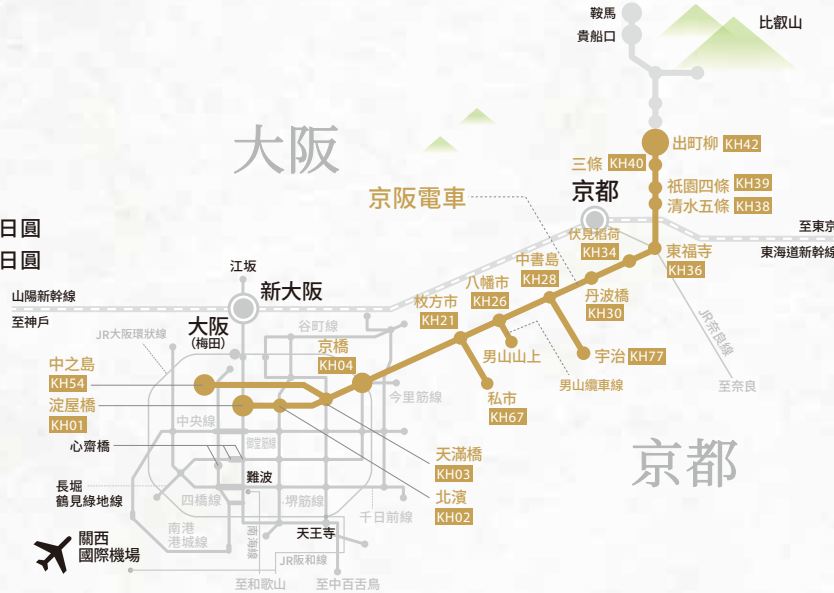 鞍馬
貴船口
比叡山
大阪
出町柳 KH42
三條 KH40
祇園四條 KH39
清水五條 KH38
京都
京阪電車
伏見稻荷
KH34
東福寺
KH36
至東京
東海道新幹線
日圓
日圓
江坂
新大阪
山陽新幹線
至神戶
大阪
(梅田)
中書島
KH28
八幡市
KH26
枚方市
KH21
丹波橋
KH30
JR奈良線
至奈良
JR大阪環狀線
谷町線
京橋
KH04
男山山上
宇治 KH77
男山纜車線
私市
KH67
中之島
KH54
淀屋橋
KH01
今里筋線
中央線
御堂筋線
心齋橋
天滿橋
KH03
北濱
KH02
京都
長堀
鶴見綠地線
難波
四橋線
堺筋線
千日前線
南港
港城線
南海線
天王寺
JR阪和線
關西
國際機場
至和歌山
至中百舌鳥